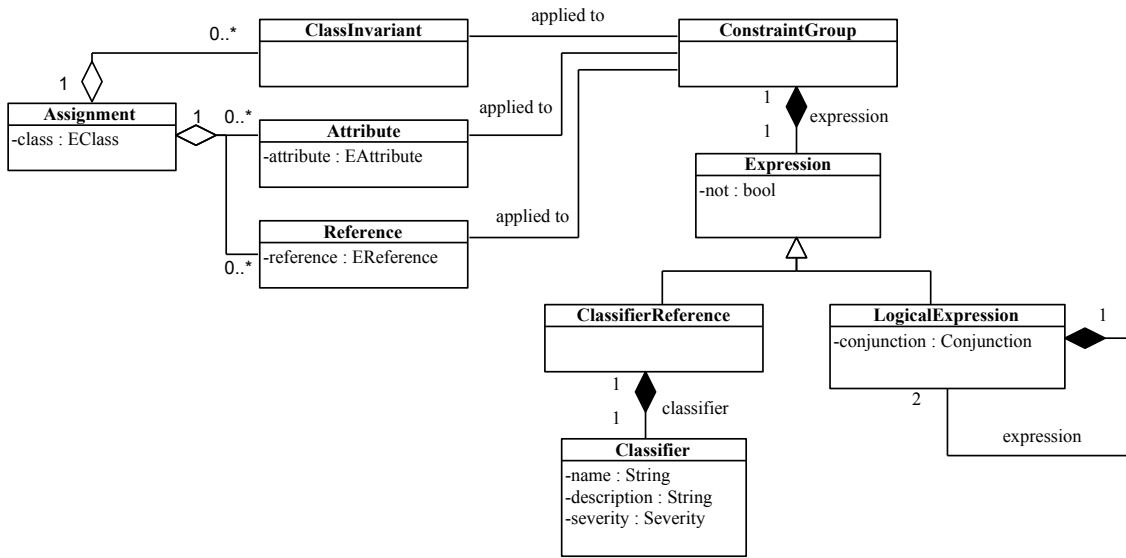 applied to
0..*
ClassInvariant
ConstraintGroup
1
Assignment
-class : EClass
1
0..*
applied to
Attribute
-attribute : EAttribute
1
expression
1
Expression
-not : bool
applied to
Reference
-reference : EReference
0..*
ClassifierReference
LogicalExpression
-conjunction : Conjunction
1
1
classifier
1
2
expression
Classifier
-name : String
-description : String
-severity : Severity